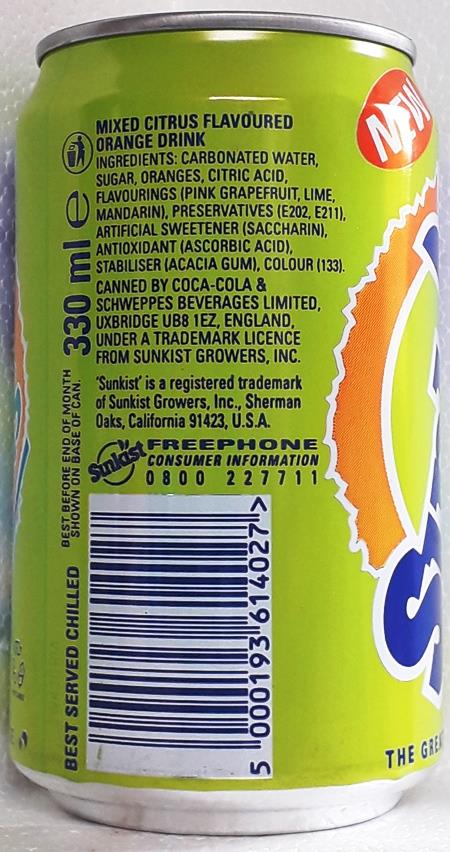 NEW
MIXED CITRUS FLAVOURED
ORANGE DRINK
INGREDIENTS: CARBONATED WATER,
SUGAR, ORANGES, CITRIC ACID,
FLAVOURINGS (PINK GRAPEFRUIT, LIME,
MANDARIN), PRESERVATIVES (E202, E211),
ARTIFICIAL SWEETENER (SACCHARIN),
ANTIOXIDANT (ASCORBIC ACID),
STABILISER (ACACIA GUM), COLOUR (133).
CANNED BY COCA-COLA &
SCHWEPPES BEVERAGES LIMITED,
UXBRIDGE UB8 1EZ, ENGLAND,
UNDER A TRADEMARK LICENCE
FROM SUNKIST GROWERS, INC.
'Sunkist' is a registered trademark
of Sunkist Growers, Inc., Sherman
Oaks, California 91423, U.S.A.
Sunkist FREEPHONE
CONSUMER INFORMATION
0800 227711
330 ml e
BEST BEFORE END OF MONTH
SHOWN ON BASE OF CAN.
BEST SERVED CHILLED
5 000193 614027 >
S
THE